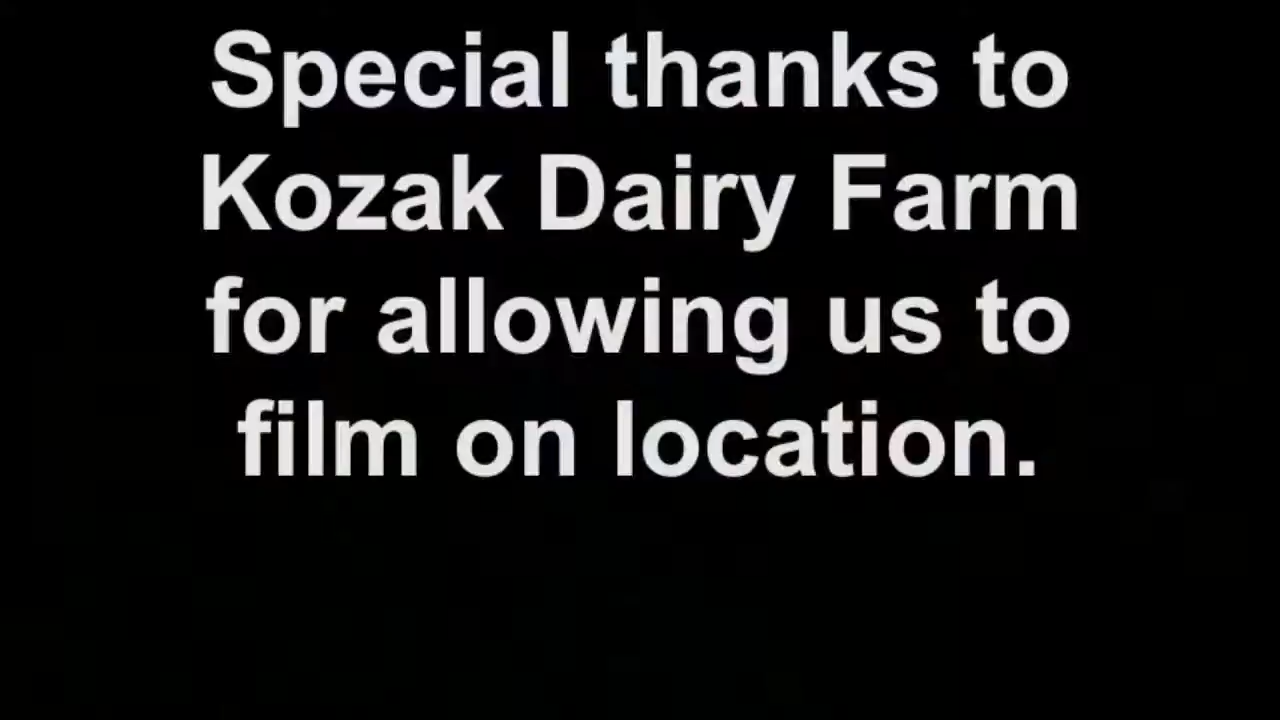 Special thanks to
Kozak Dairy Farm
for allowing us to
film on location.